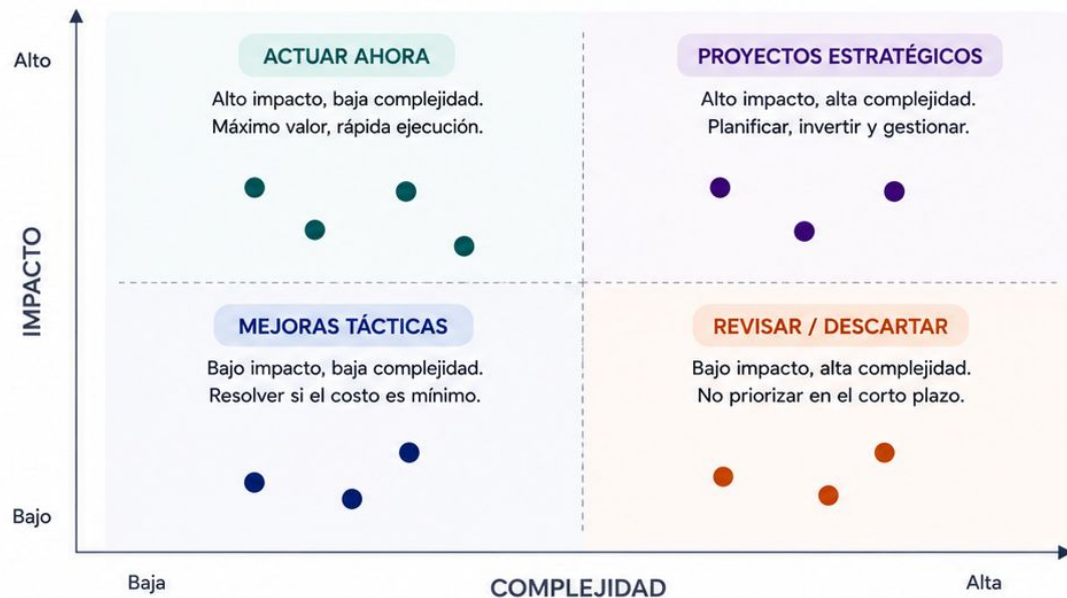 Alto
ACTUAR AHORA
Alto impacto, baja complejidad.
Máximo valor, rápida ejecución.
PROYECTOS ESTRATÉGICOS
Alto impacto, alta complejidad.
Planificar, invertir y gestionar.
IMPACTO
MEJORAS TÁCTICAS
Bajo impacto, baja complejidad.
Resolver si el costo es mínimo.
REVISAR / DESCARTAR
Bajo impacto, alta complejidad.
No priorizar en el corto plazo.
Bajo
Baja
COMPLEJIDAD
Alta